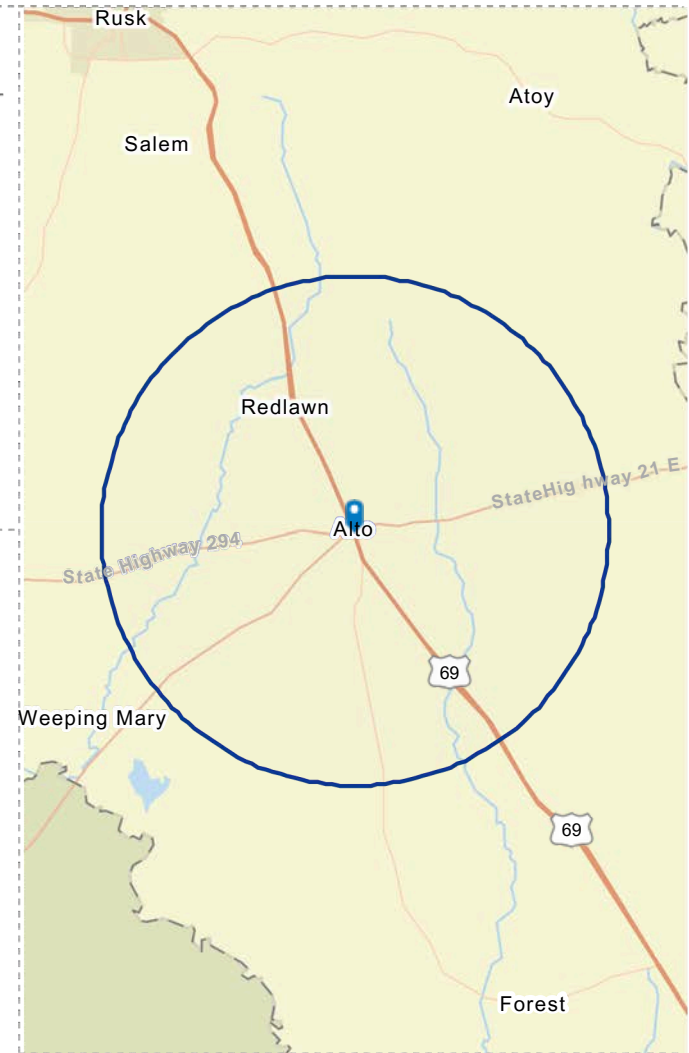 Rusk
Atoy
Salem
Redlawn
StateHig hway 21 E
Alto
State Highway 294
69
Weeping Mary
69
Forest